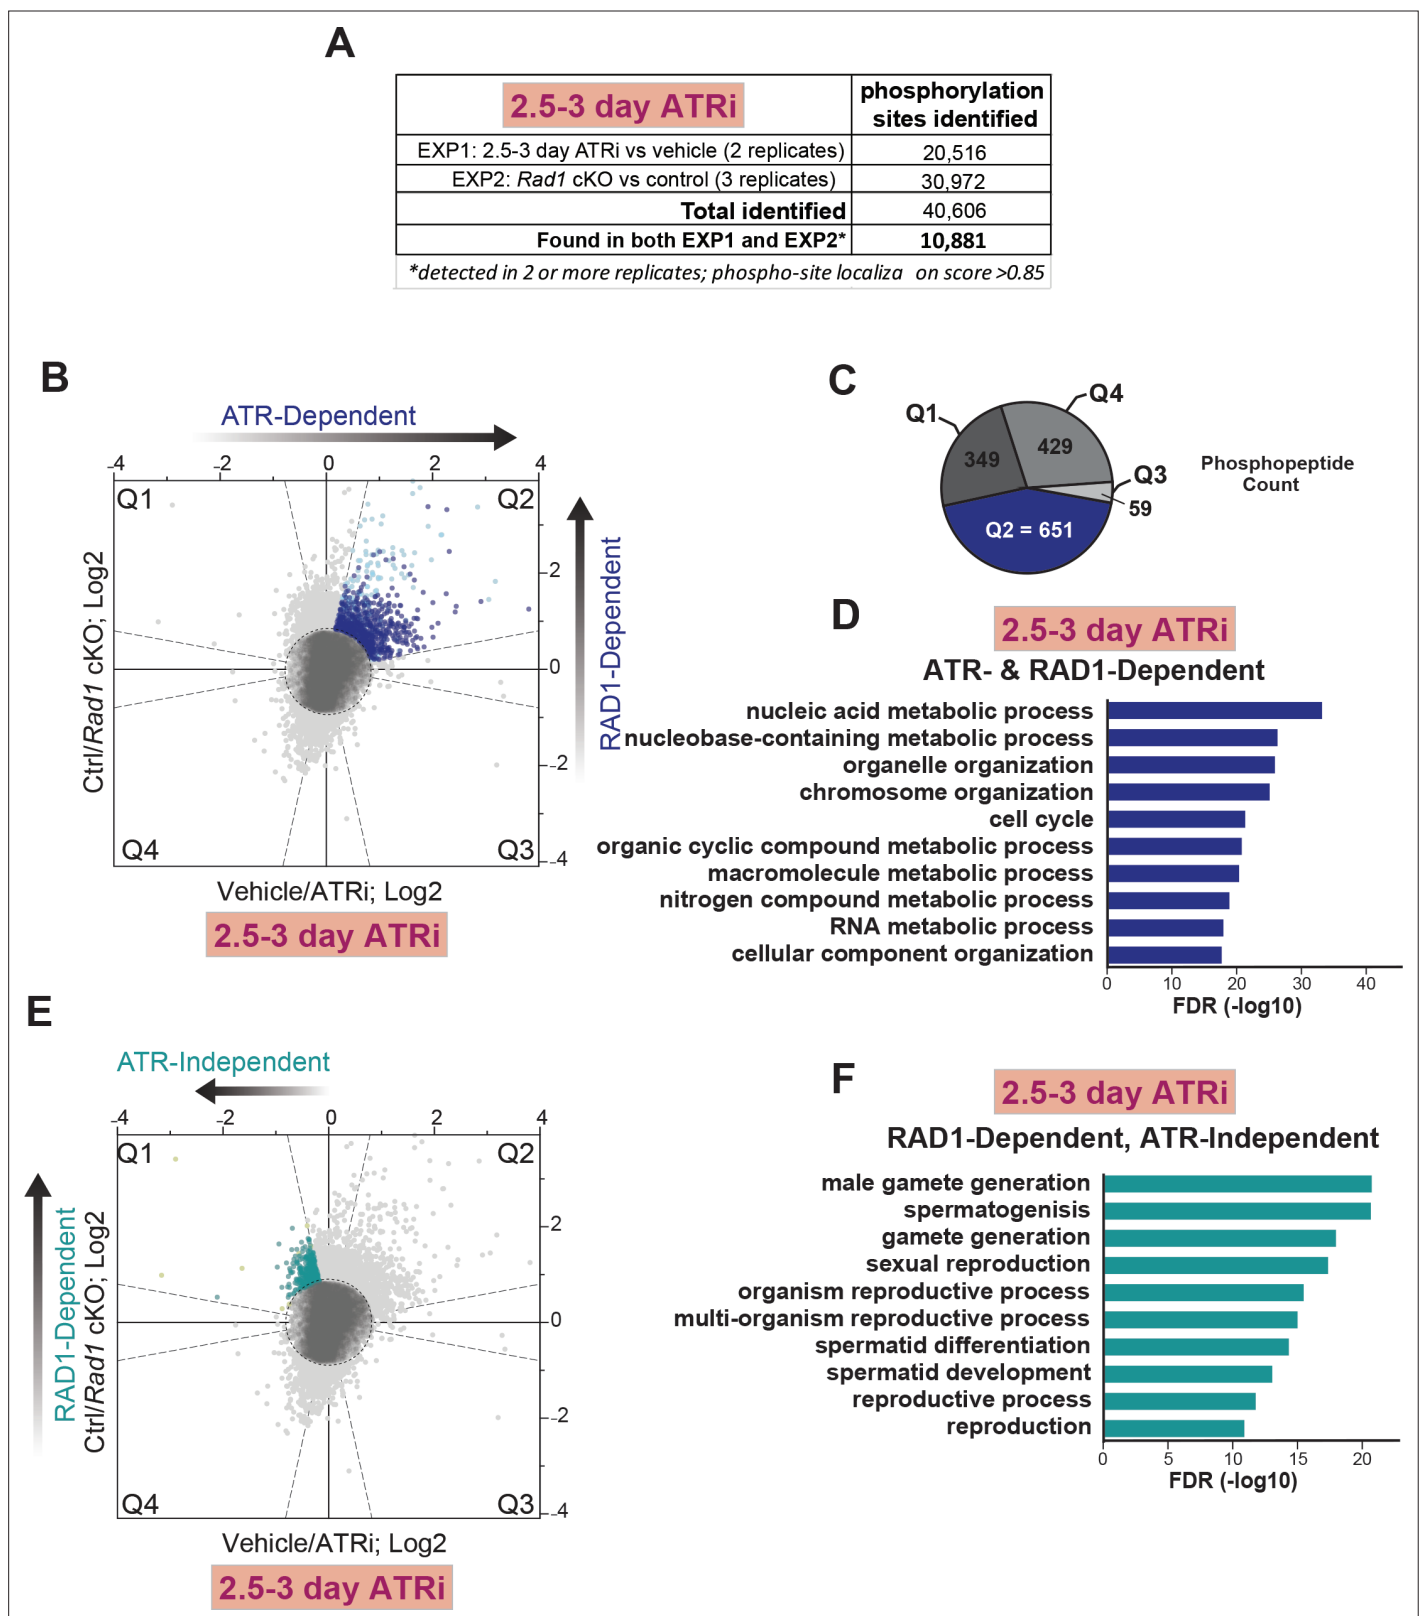 A
2.5-3 day ATRi
phosphorylation
sites identified
EXP1: 2.5-3 day ATRi vs vehicle (2 replicates)
20,516
EXP2: Rad1 cKO vs control (3 replicates)
30,972
Total identified
40,606
Found in both EXP1 and EXP2*
10,881
*detected in 2 or more replicates; phospho-site localiza on score >0.85
B
ATR-Dependent
-4 -2 0 2 4
Q1
Q2
Q4
Q3
2
0
-2
-4
Ctrl/Rad1 cKO; Log2
RAD1-Dependent
Vehicle/ATRi; Log2
2.5-3 day ATRi
C
Q1
Q4
Q3
349
429
59
Q2 = 651
Phosphopeptide
Count
D
2.5-3 day ATRi
ATR- & RAD1-Dependent
nucleic acid metabolic process
nucleobase-containing metabolic process
organelle organization
chromosome organization
cell cycle
organic cyclic compound metabolic process
macromolecule metabolic process
nitrogen compound metabolic process
RNA metabolic process
cellular component organization
0 10 20 30 40
FDR (-log10)
E
ATR-Independent
-4 -2 0 2 4
Q1
Q2
Q4
Q3
2
0
-2
-4
RAD1-Dependent
Ctrl/Rad1 cKO; Log2
Vehicle/ATRi; Log2
2.5-3 day ATRi
F
2.5-3 day ATRi
RAD1-Dependent, ATR-Independent
male gamete generation
spermatogenisis
gamete generation
sexual reproduction
organism reproductive process
multi-organism reproductive process
spermatid differentiation
spermatid development
reproductive process
reproduction
0 5 10 15 20
FDR (-log10)